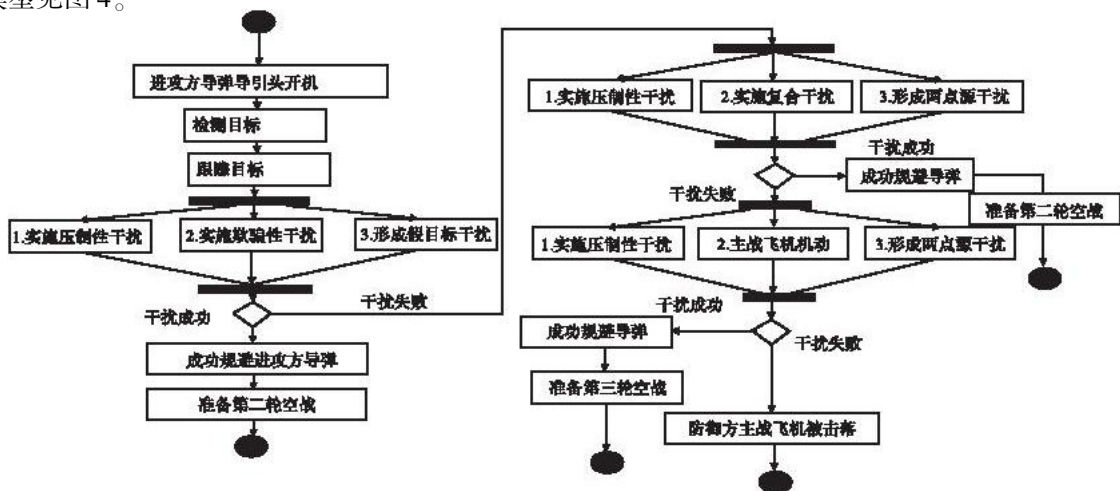 模型见图4。
进攻方导弹导引头开机
检测目标
跟踪目标
1.实施压制性干扰
2.实施欺骗性干扰
3.形成假目标干扰
干扰成功
干扰失败
成功规避进攻方导弹
准备第二轮空战
1.实施压制性干扰
2.实施复合干扰
3.形成两点源干扰
干扰成功
成功规避导弹
准备第二轮空战
干扰失败
1.实施压制性干扰
2.主战飞机机动
3.形成两点源干扰
干扰成功
成功规避导弹
准备第三轮空战
干扰失败
防御方主战飞机被击落